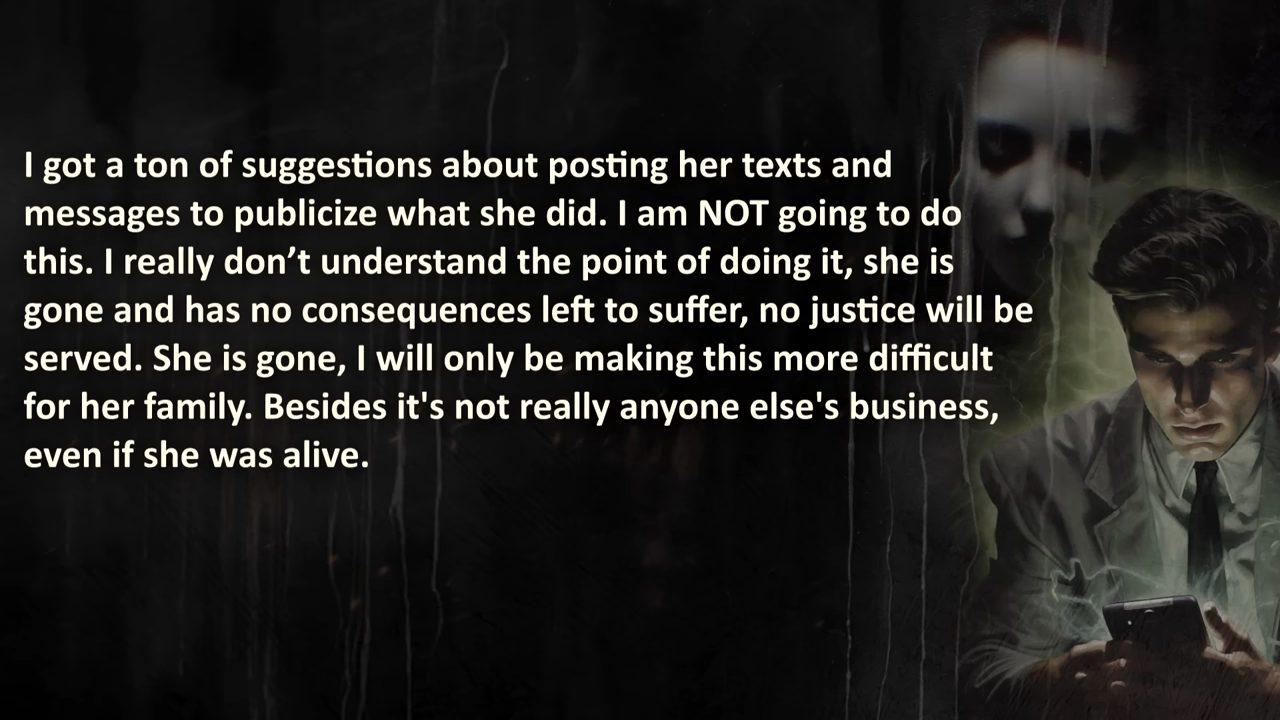 I got a ton of suggestions about posting her texts and
messages to publicize what she did. I am NOT going to do
this. I really don’t understand the point of doing it, she is
gone and has no consequences left to suffer, no justice will be
served. She is gone, I will only be making this more difficult
for her family. Besides it's not really anyone else's business,
even if she was alive.